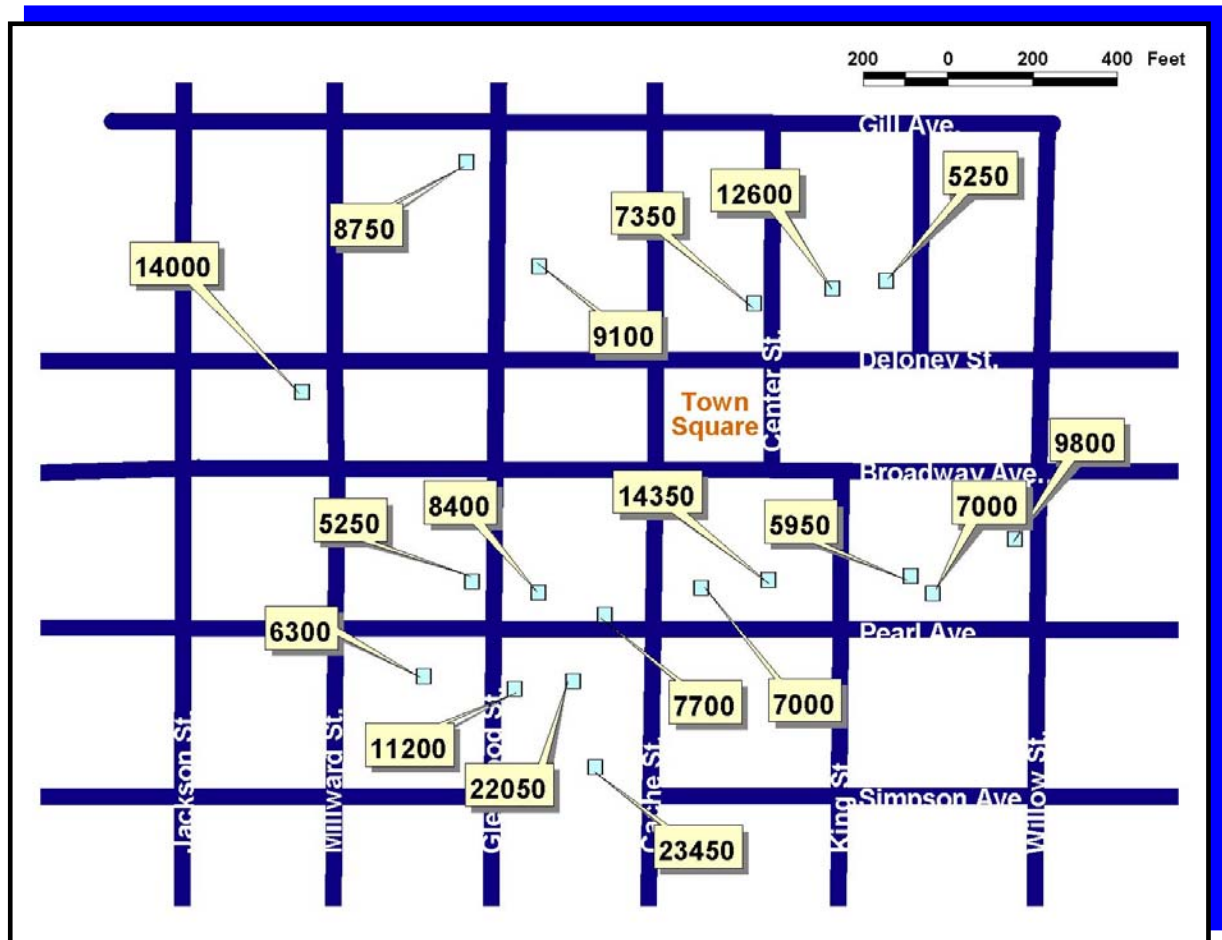 200 0 200 400 Feet
Gill Ave.
5250
12600
7350
8750
14000
9100
Deloney St.
Center St.
Town
Square
9800
Broadway Ave.
7000
14350
8400
5250
5950
6300
Pearl Ave
7700
7000
11200
22050
Simpson Ave
23450
Jackson St.
Millward St.
Cache St.
King St
Willow St.